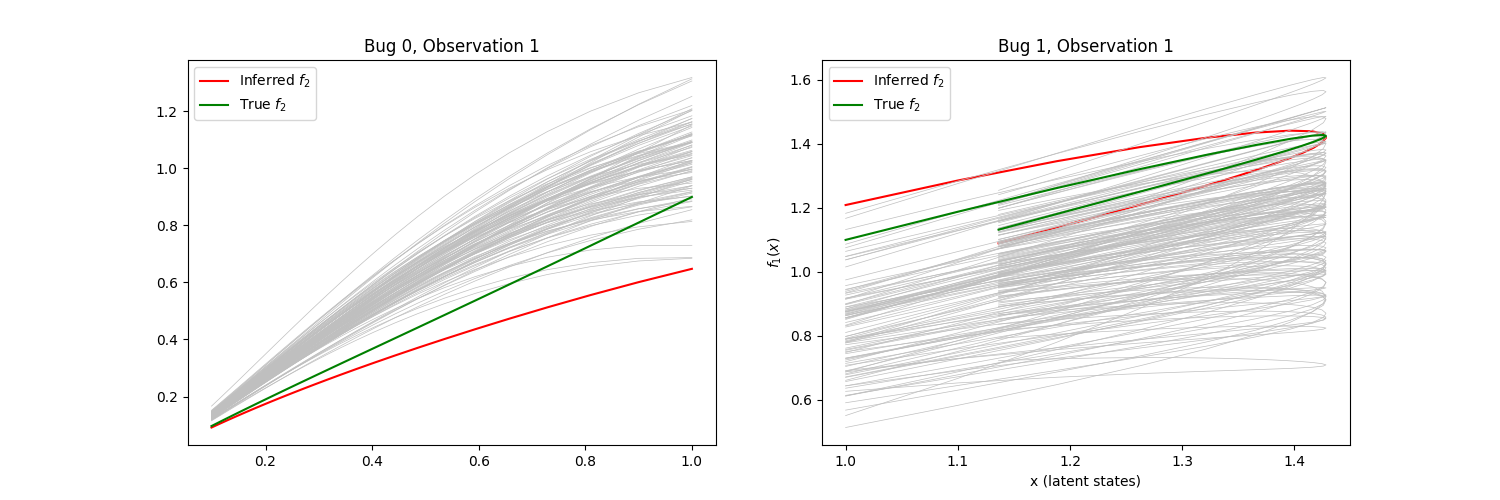 Bug 0, Observation 1
Inferred f₂
True f₂
1.2
1.0
0.8
0.6
0.4
0.2
0.2
0.4
0.6
0.8
1.0
Bug 1, Observation 1
Inferred f₂
True f₂
f₁(x)
1.6
1.4
1.2
1.0
0.8
0.6
1.0
1.1
1.2
1.3
1.4
x (latent states)